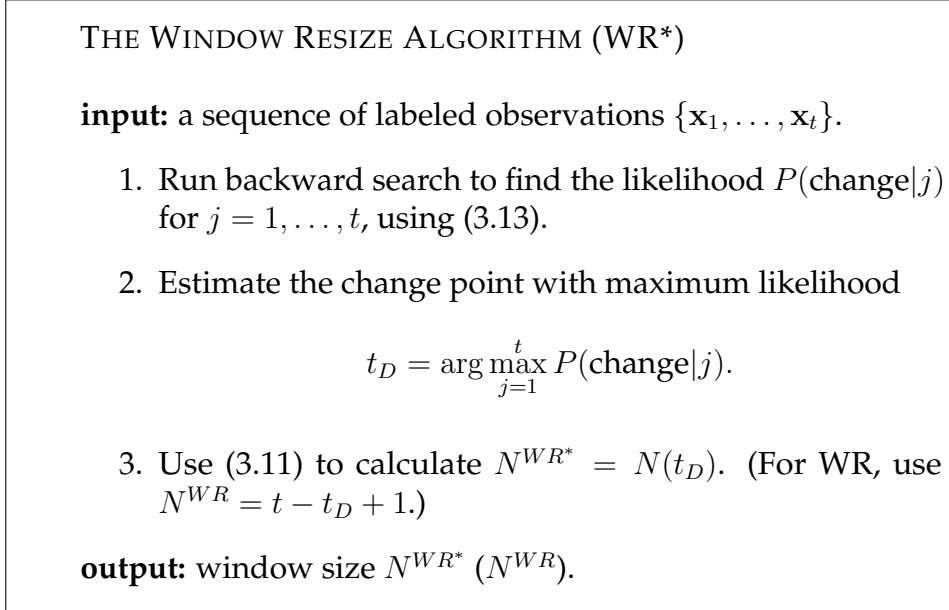 THE WINDOW RESIZE ALGORITHM (WR*)
input: a sequence of labeled observations {x₁, . . . , xₜ}.
1. Run backward search to find the likelihood P(change|j)
for j = 1, . . . , t, using (3.13).
2. Estimate the change point with maximum likelihood
t_D = arg max_{j=1}^{t} P(change|j).
3. Use (3.11) to calculate N^{WR*} = N(t_D). (For WR, use
N^{WR} = t − t_D + 1.)
output: window size N^{WR*} (N^{WR}).